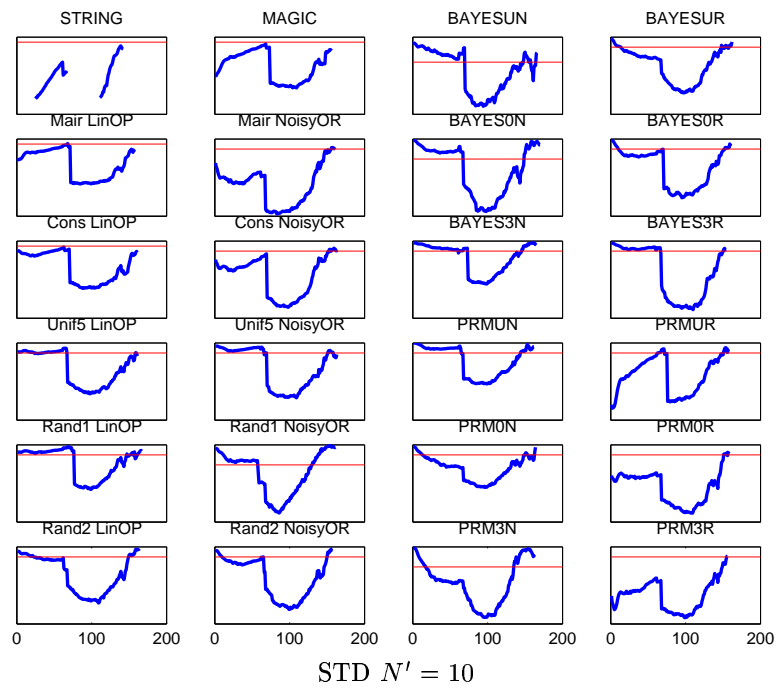 STRING MAGIC BAYESUN BAYESUR
Mair LinOP Mair NoisyOR BAYES0N BAYES0R
Cons LinOP Cons NoisyOR BAYES3N BAYES3R
Unif5 LinOP Unif5 NoisyOR PRMUN PRMUR
Rand1 LinOP Rand1 NoisyOR PRM0N PRM0R
Rand2 LinOP Rand2 NoisyOR PRM3N PRM3R
0 100 200 0 100 200 0 100 200 0 100 200
STD N′ = 10